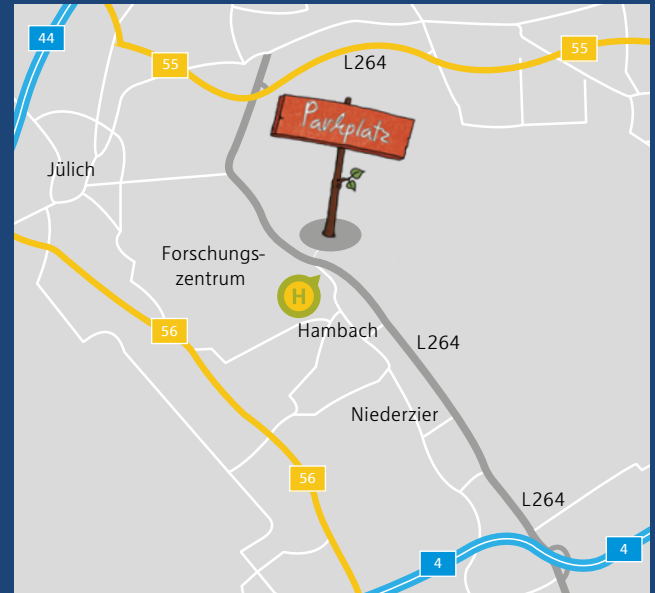 44
55
L264
55
Parkplatz
Jülich
Forschungs-
zentrum
H
56
Hambach
L264
Niederzier
56
L264
4
4